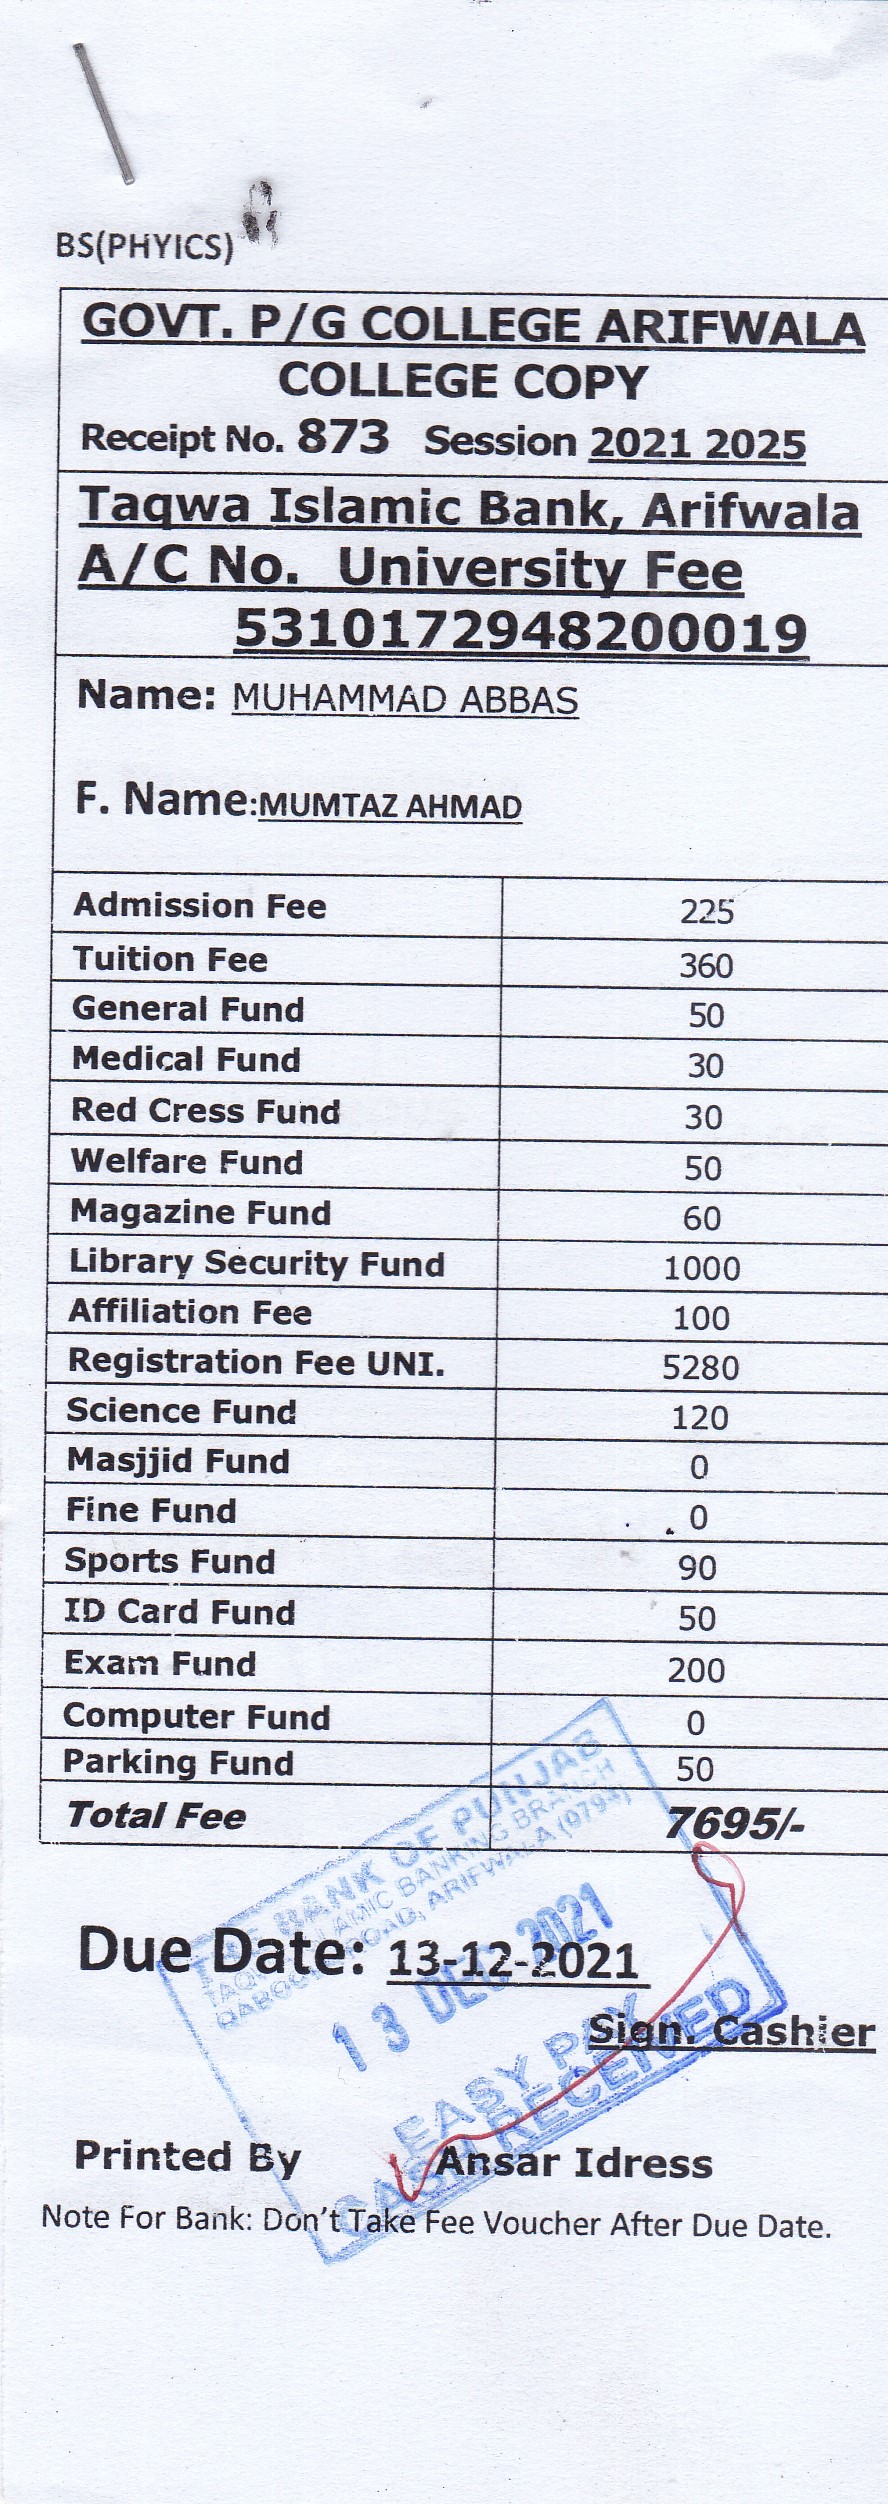 BS(PHYICS)
GOVT. P/G COLLEGE ARIFWALA
COLLEGE COPY
Receipt No. 873 Session 2021 2025
Taqwa Islamic Bank, Arifwala
A/C No. University Fee
5310172948200019
Name: MUHAMMAD ABBAS
F. Name:MUMTAZ AHMAD
Admission Fee 225
Tuition Fee 360
General Fund 50
Medical Fund 30
Red Cress Fund 30
Welfare Fund 50
Magazine Fund 60
Library Security Fund 1000
Affiliation Fee 100
Registration Fee UNI. 5280
Science Fund 120
Masjjid Fund 0
Fine Fund 0
Sports Fund 90
ID Card Fund 50
Exam Fund 200
Computer Fund 0
Parking Fund 50
Total Fee 7695/-
THE BANK OF PUNJAB
BANKING BRANCH
ROAD, ARIFWALA
Due Date: 13-12-2021
13 DEC 2021
Sign. Cashier
EASY PAY
CASH RECEIVED
Printed By Ansar Idress
Note For Bank: Don't Take Fee Voucher After Due Date.